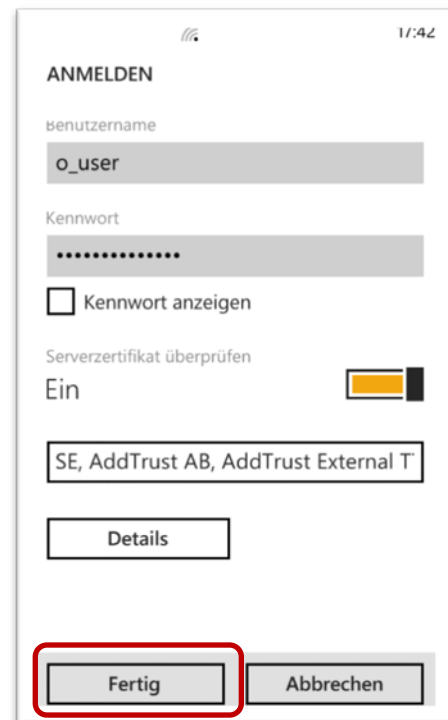 17:42
ANMELDEN
Benutzername
o_user
Kennwort
••••••••••••••
Kennwort anzeigen
Serverzertifikat überprüfen
Ein
SE, AddTrust AB, AddTrust External T
Details
Fertig
Abbrechen